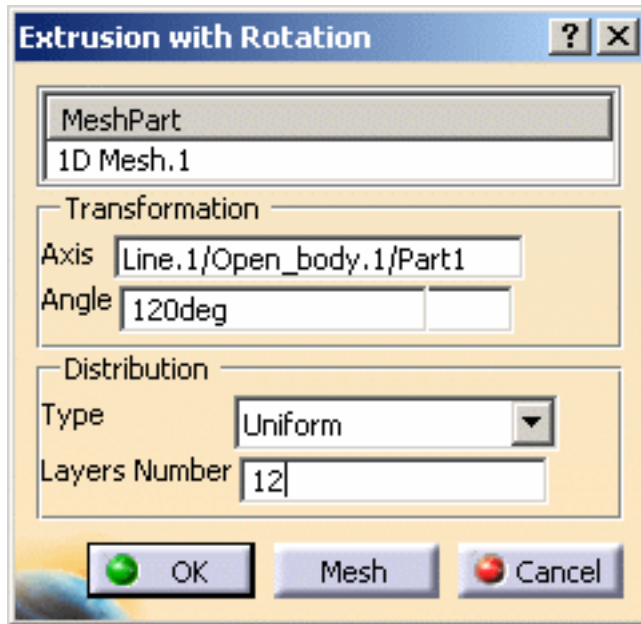 Extrusion with Rotation
MeshPart
1D Mesh.1
Transformation
Axis Line.1/Open_body.1/Part1
Angle 120deg
Distribution
Type Uniform
Layers Number 12
OK Mesh Cancel